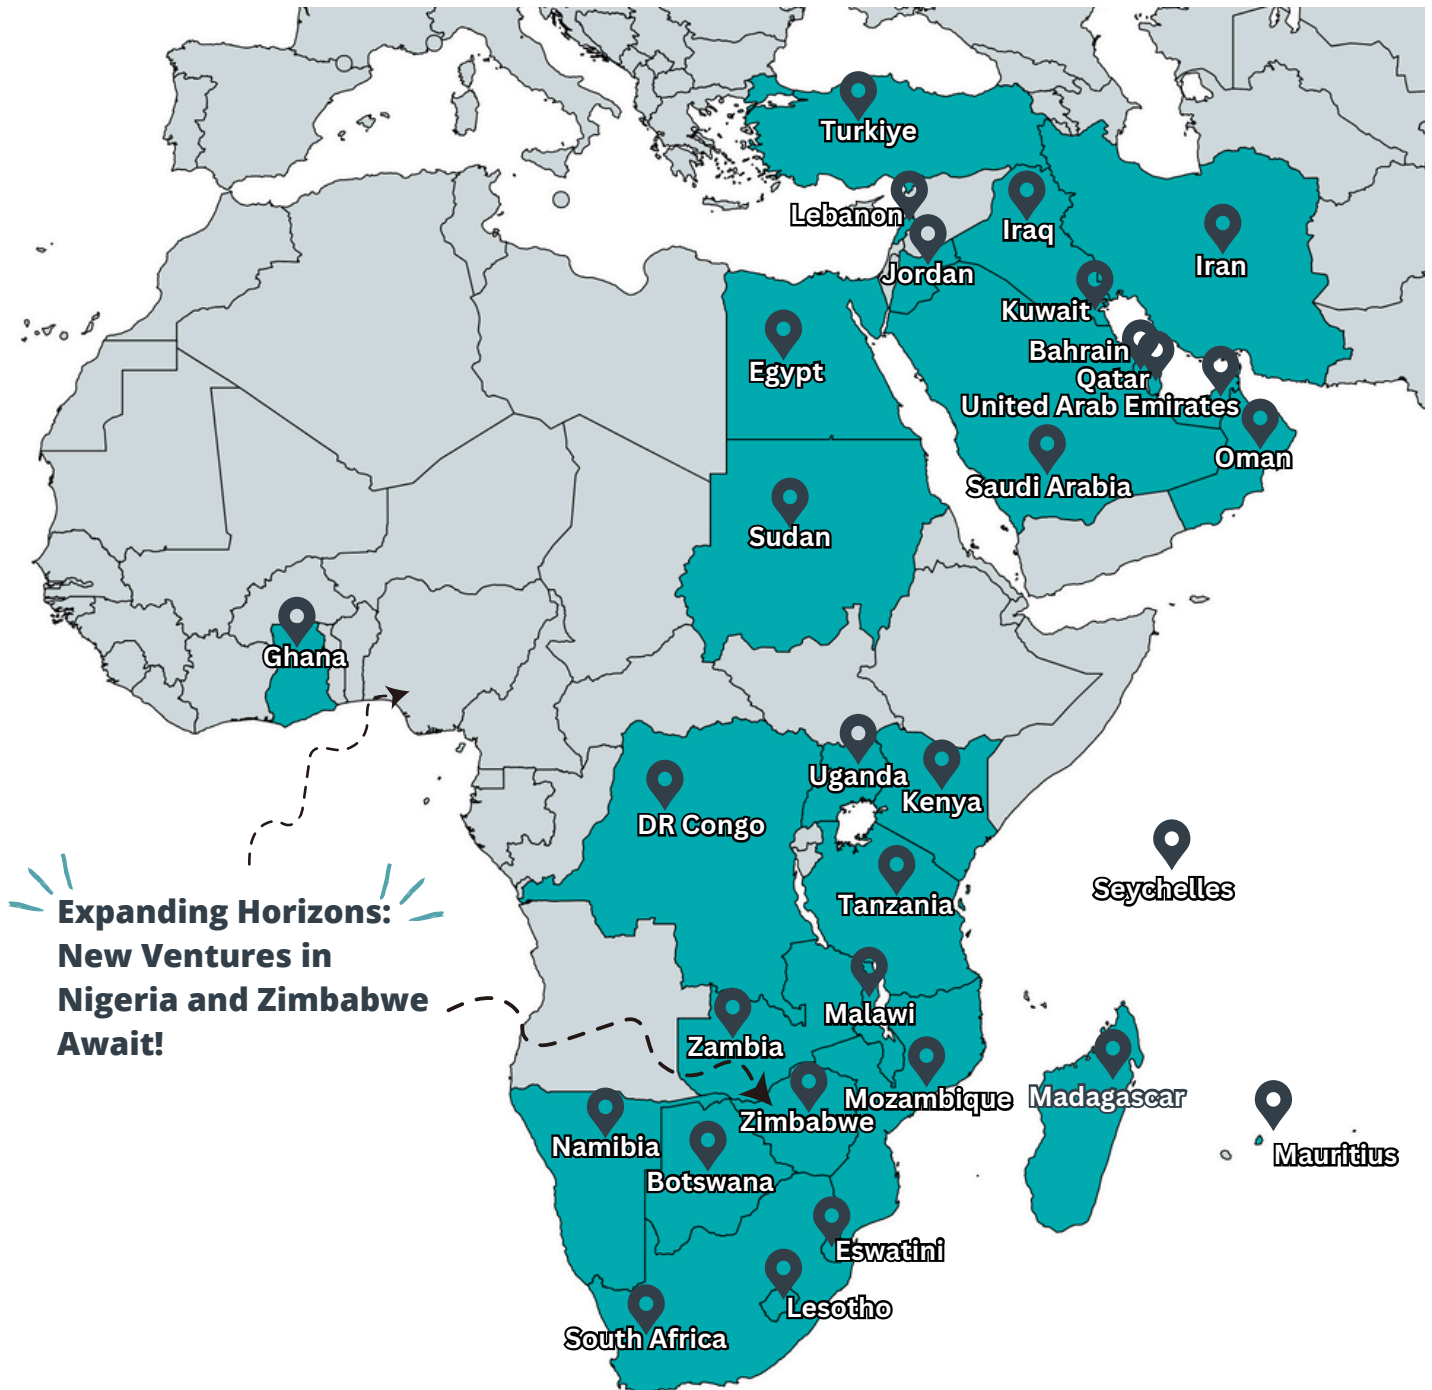 Turkiye
Lebanon
Iraq
Iran
Jordan
Kuwait
Bahrain
Egypt
Qatar
United Arab Emirates
Oman
Saudi Arabia
Sudan
Ghana
Uganda
Kenya
DR Congo
Seychelles
Tanzania
Expanding Horizons:
New Ventures in
Nigeria and Zimbabwe
Await!
Malawi
Zambia
Mozambique
Madagascar
Zimbabwe
Namibia
Mauritius
Botswana
Eswatini
Lesotho
South Africa